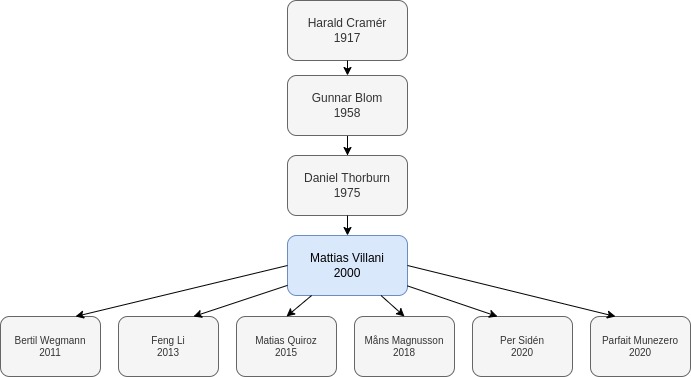 Harald Cramér
1917
Gunnar Blom
1958
Daniel Thorburn
1975
Mattias Villani
2000
Bertil Wegmann
2011
Feng Li
2013
Matias Quiroz
2015
Måns Magnusson
2018
Per Sidén
2020
Parfait Munezero
2020